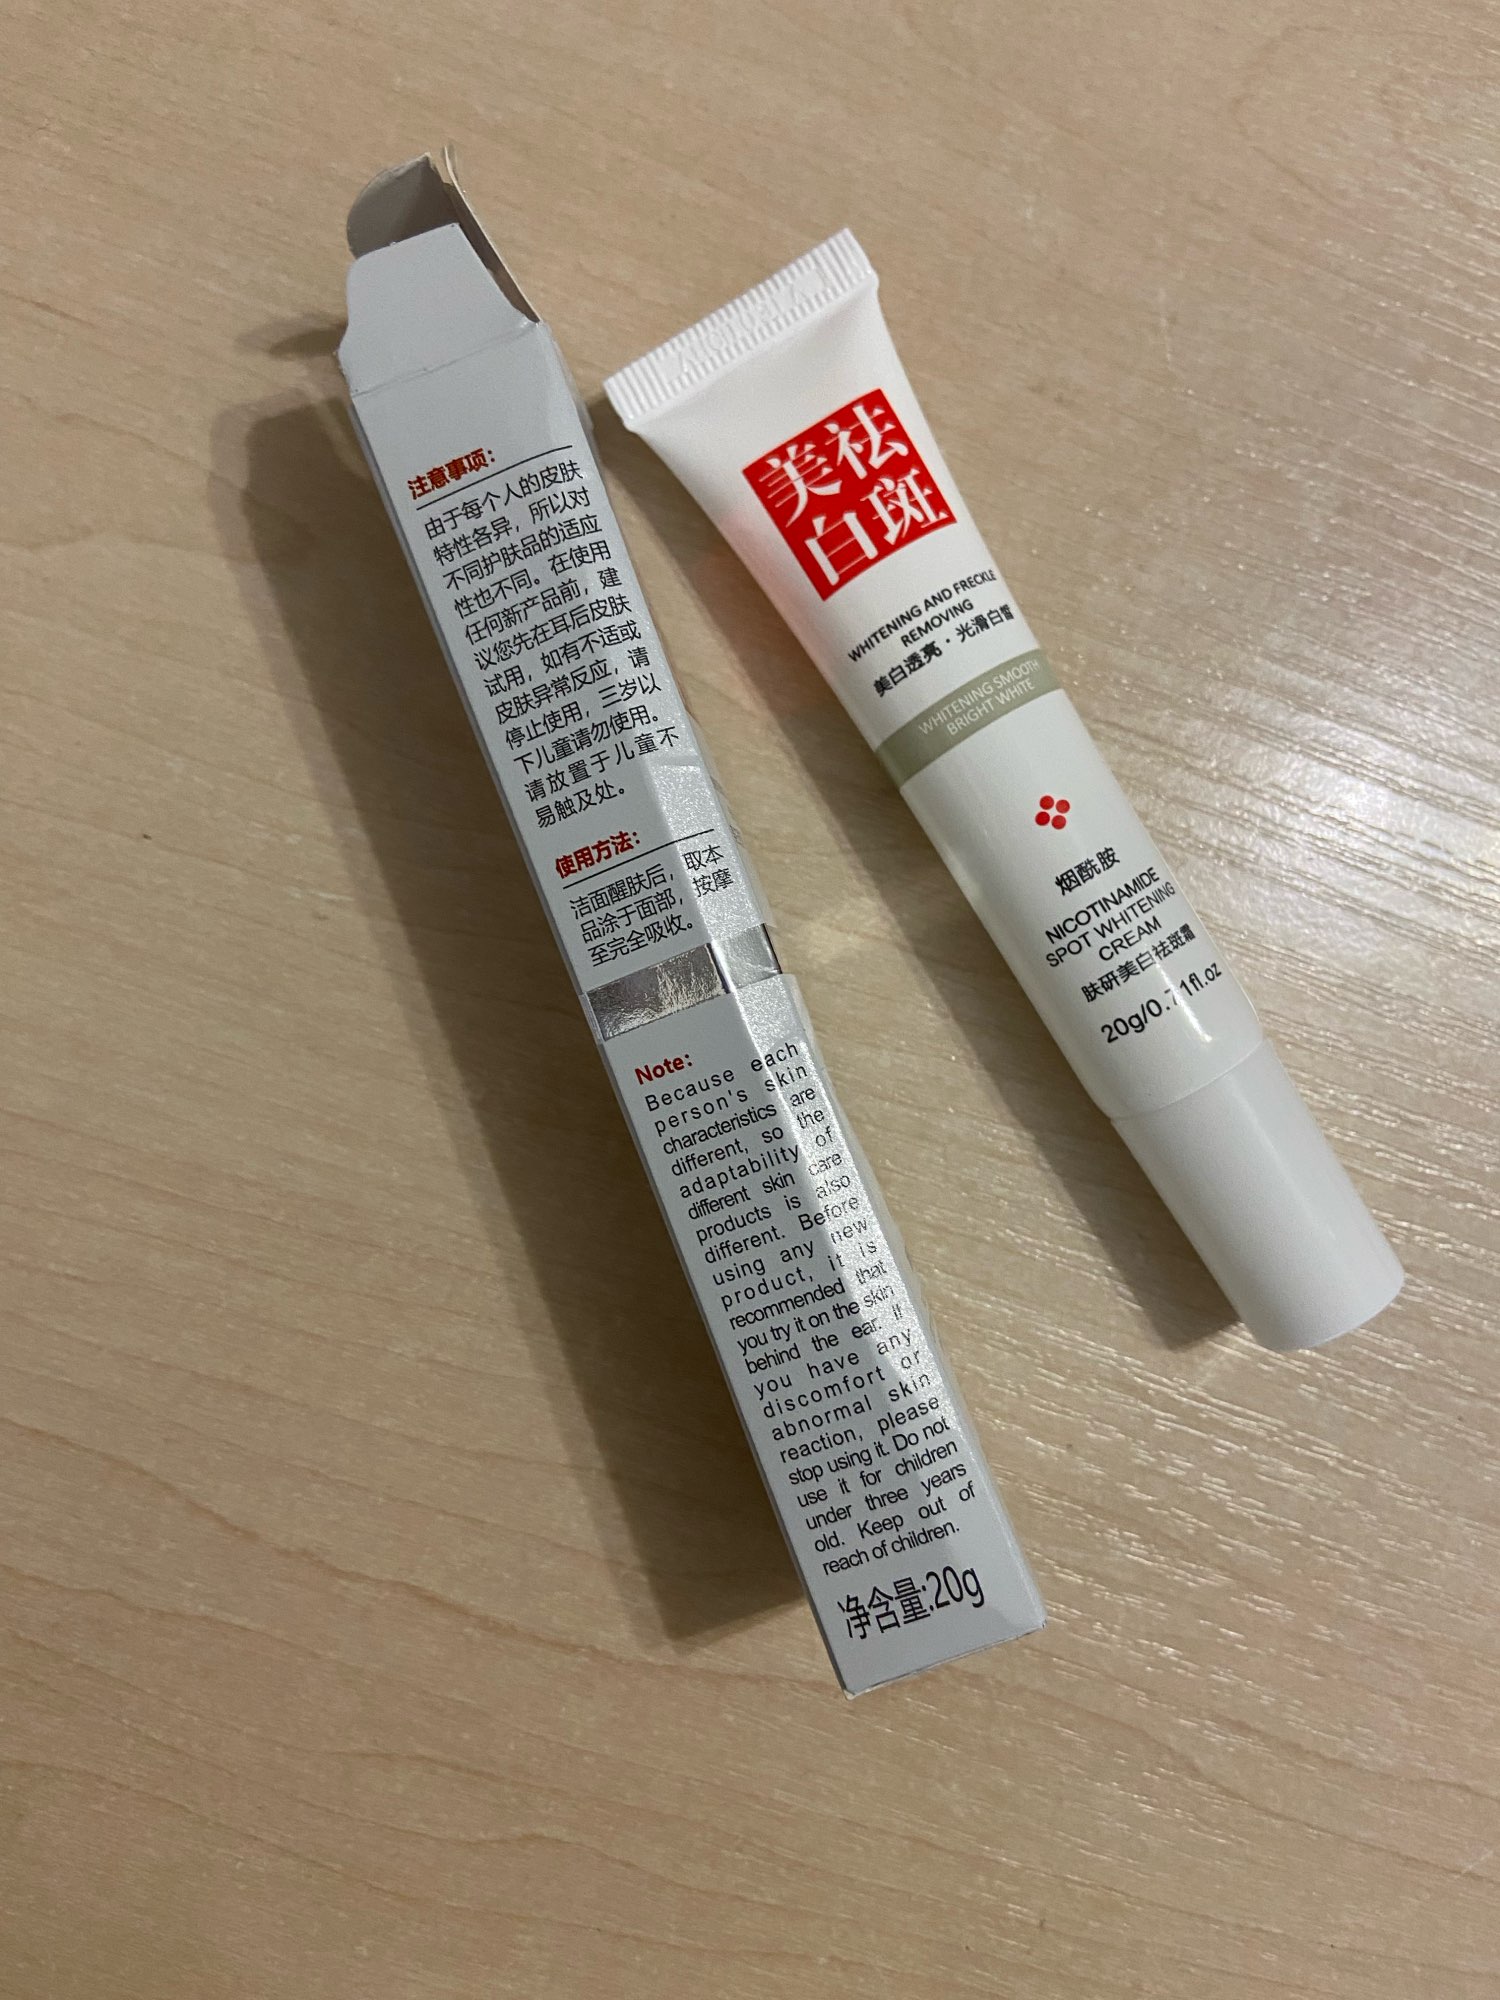 注意事项:
由于每个人的皮肤
特性各异，所以对
不同护肤品的适应
性也不同。在使用
任何新产品前，建
议您先在耳后皮肤
试用，如有不适或
皮肤异常反应，请
停止使用，三岁以
下儿童请勿使用。
请放置于儿童不
易触及处。
使用方法:
洁面醒肤后，取本
品涂于面部，按摩
至完全吸收。
Note:
Because each
person's skin
characteristics are
different, so the
adaptability of
different skin care
products is also
different. Before
using any new
product, it is
recommended that
you try it on the skin
behind the ear. If
you have any
discomfort or
abnormal skin
reaction, please
stop using it. Do not
use it for children
under three years
old. Keep out of
reach of children.
净含量:20g
美祛
白斑
WHITENING AND FRECKLE
REMOVING
美白透亮·光滑白皙
WHITENING SMOOTH
BRIGHT WHITE
烟酰胺
NICOTINAMIDE
SPOT WHITENING
CREAM
肤研美白祛斑霜
20g/0.71fl.oz